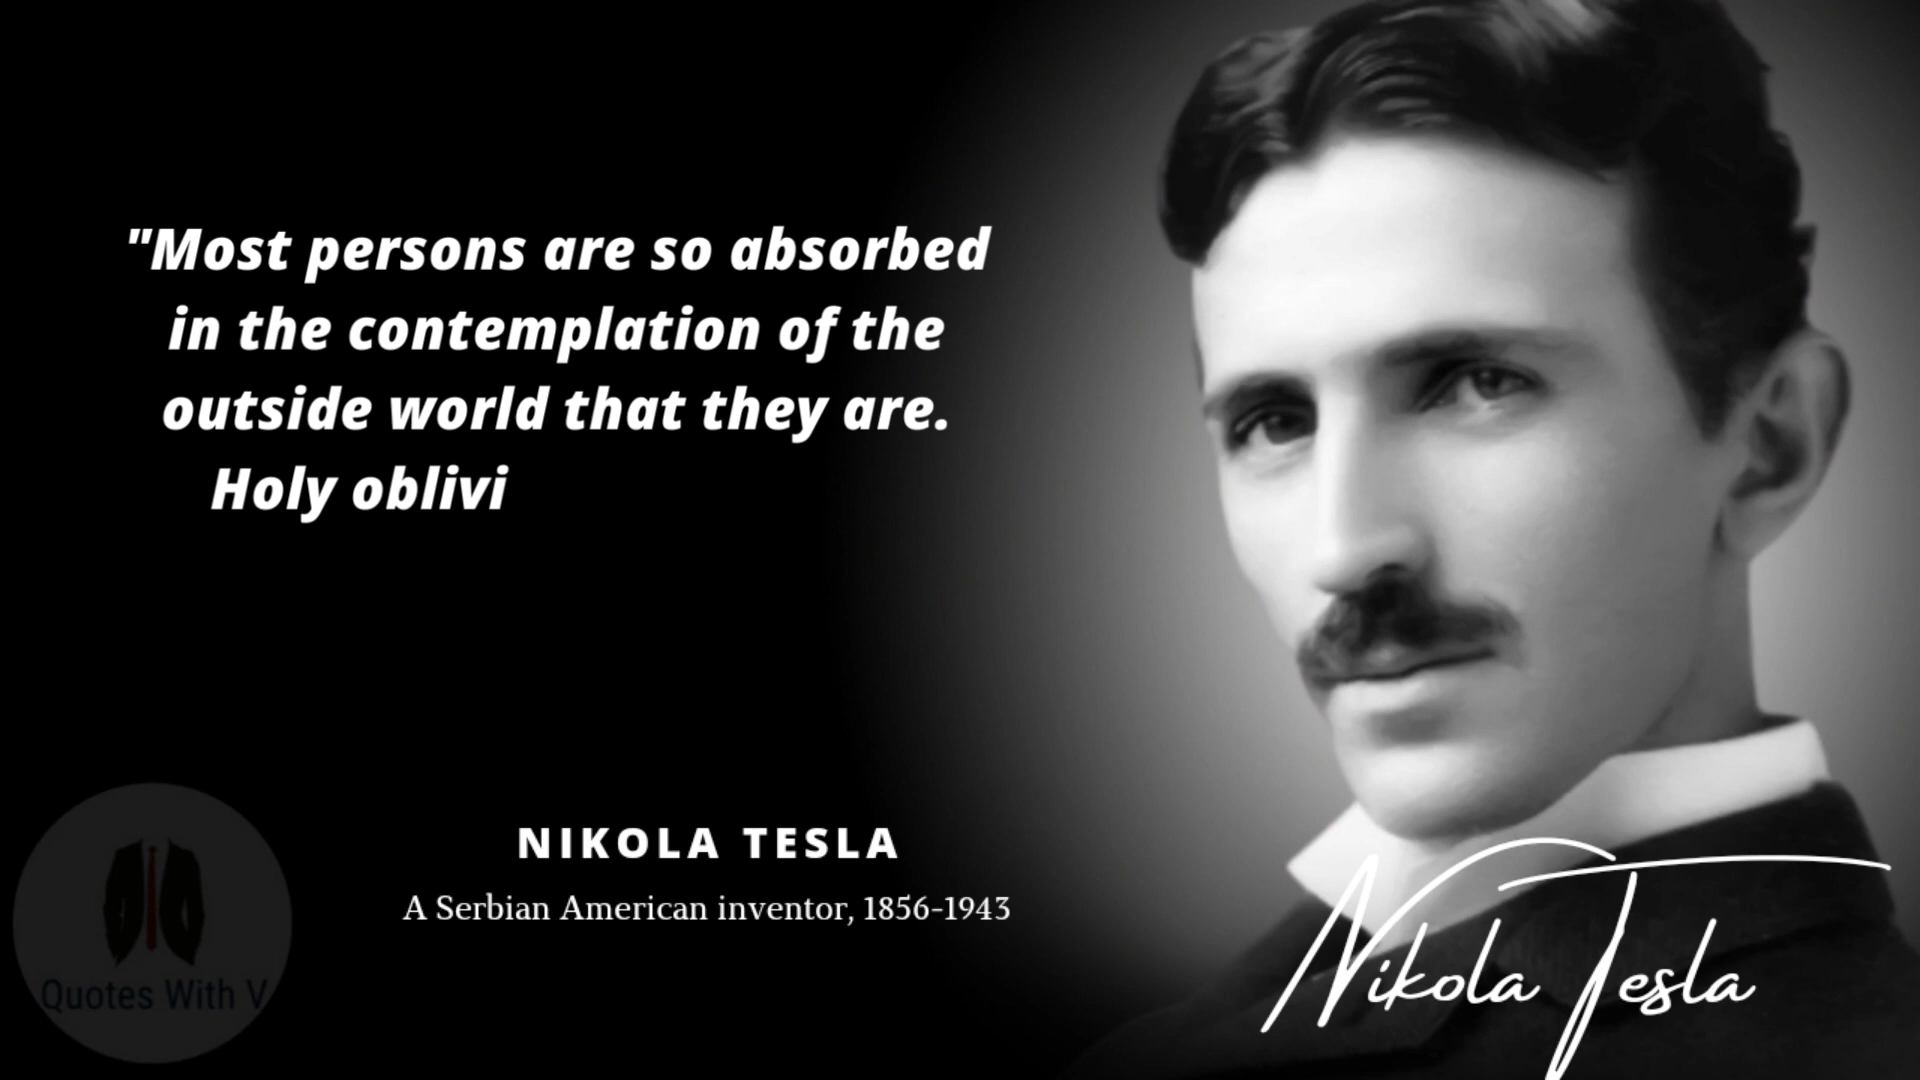 "Most persons are so absorbed
in the contemplation of the
outside world that they are.
Holy oblivi
NIKOLA TESLA
A Serbian American inventor, 1856-1943
Quotes With V
Nikola Tesla